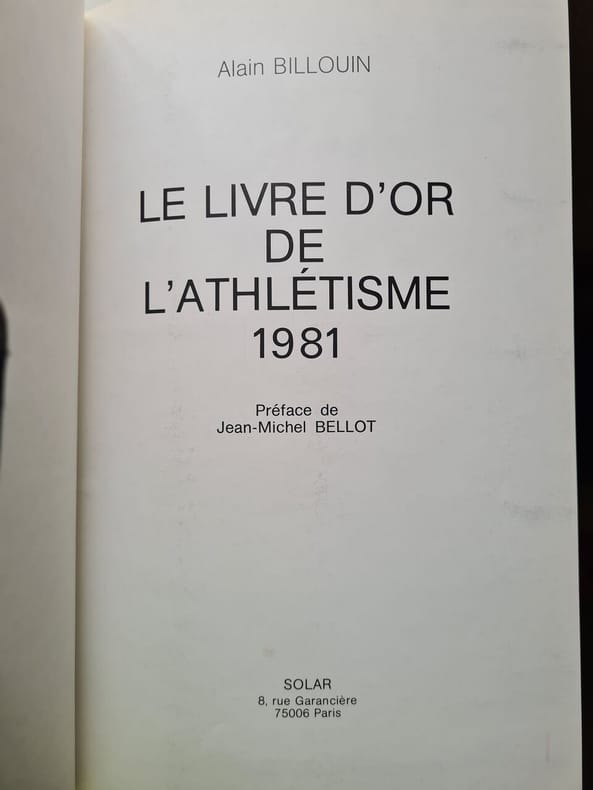 Alain BILLOUIN
LE LIVRE D'OR
DE
L'ATHLÉTISME
1981
Préface de
Jean-Michel BELLOT
SOLAR
8, rue Garancière
75006 Paris